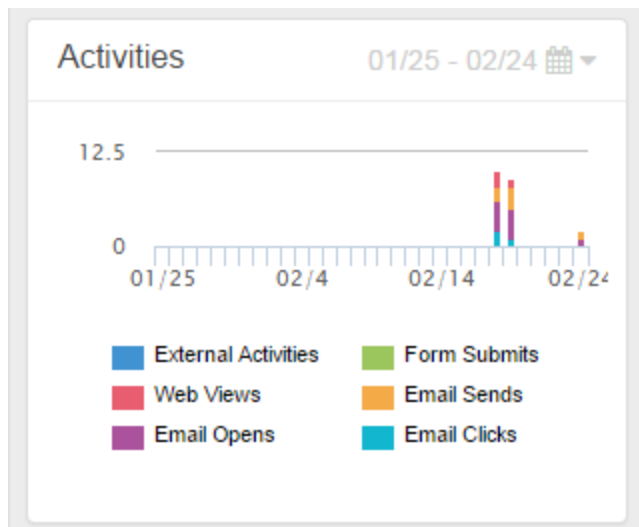 Activities 01/25 - 02/24
12.5
0
01/25 02/4 02/14 02/24
External Activities Form Submits
Web Views Email Sends
Email Opens Email Clicks